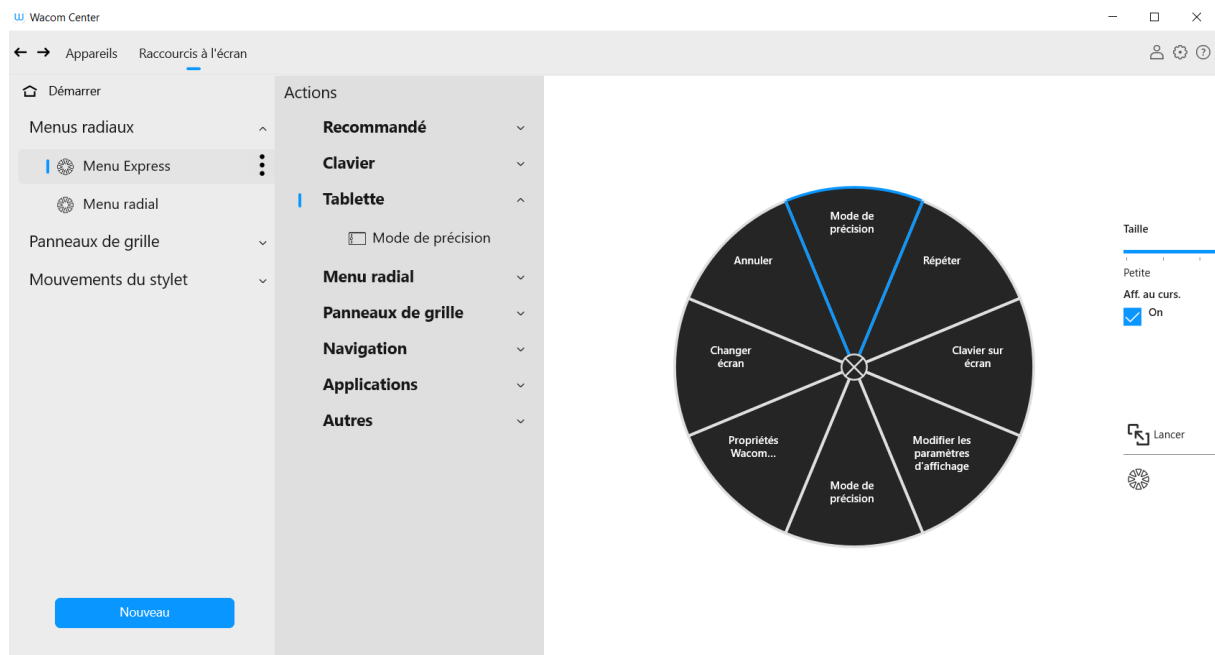 Wacom Center
Appareils
Raccourcis à l'écran
Démarrer
Menus radiaux
Menu Express
Menu radial
Panneaux de grille
Mouvements du stylet
Nouveau
Actions
Recommandé
Clavier
Tablette
Mode de précision
Menu radial
Panneaux de grille
Navigation
Applications
Autres
Mode de
précision
Répéter
Clavier sur
écran
Modifier les
paramètres
d'affichage
Mode de
précision
Propriétés
Wacom...
Changer
écran
Annuler
Taille
Petite
Aff. au curs.
On
Lancer